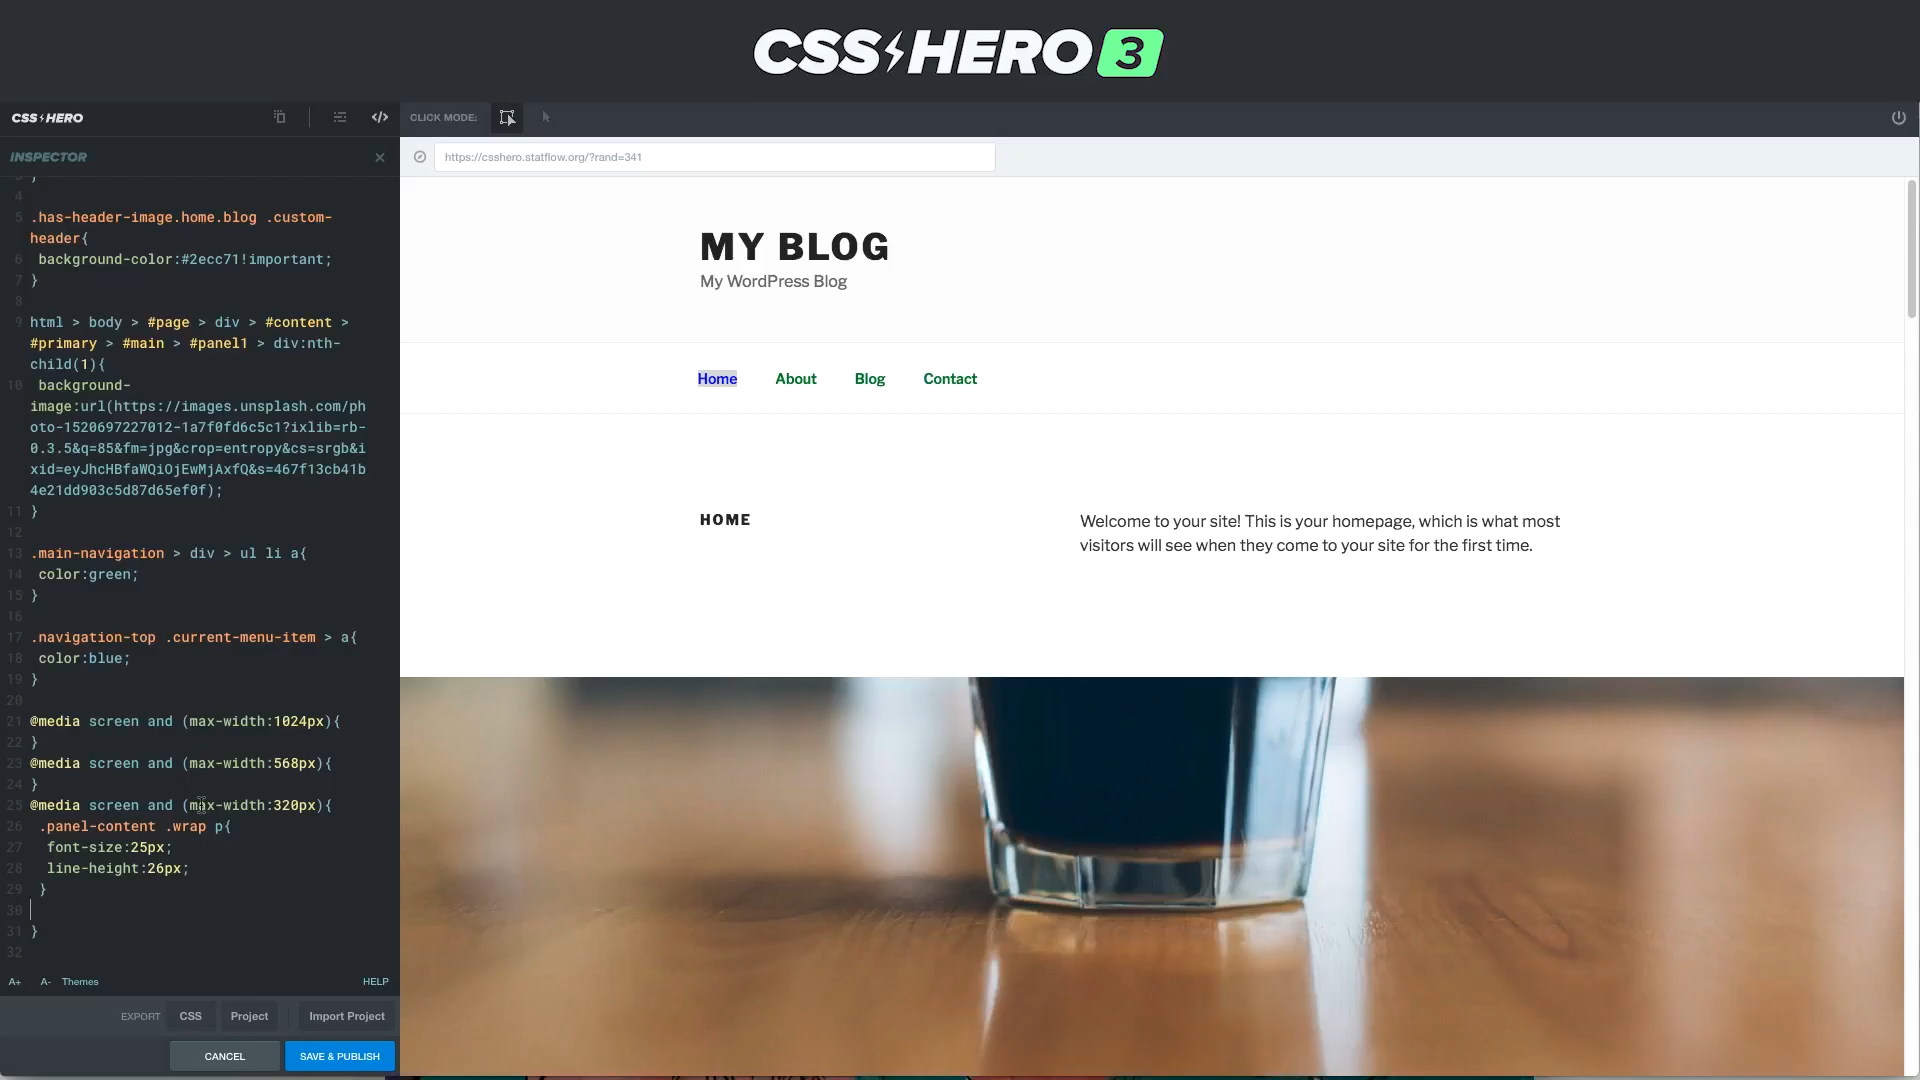 CSS HERO 3
CSS HERO
CLICK MODE:
INSPECTOR
https://csshero.statflow.org/?rand=341
3 }
4
5 .has-header-image.home.blog .custom-
header{
6 background-color:#2ecc71!important;
7 }
8
9 html > body > #page > div > #content >
#primary > #main > #panel1 > div:nth-
child(1){
10 background-
image:url(https://images.unsplash.com/ph
oto-1520697227012-1a7f0fd6c5c1?ixlib=rb-
0.3.5&q=85&fm=jpg&crop=entropy&cs=srgb&i
xid=eyJhcHBfaWQiOjEwMjAxfQ&s=467f13cb41b
4e21dd903c5d87d65ef0f);
11 }
12
13 .main-navigation > div > ul li a{
14 color:green;
15 }
16
17 .navigation-top .current-menu-item > a{
18 color:blue;
19 }
20
21 @media screen and (max-width:1024px){
22 }
23 @media screen and (max-width:568px){
24 }
25 @media screen and (max-width:320px){
26 .panel-content .wrap p{
27 font-size:25px;
28 line-height:26px;
29 }
30
31 }
32
A+ A- Themes HELP
EXPORT CSS Project Import Project
CANCEL SAVE & PUBLISH
MY BLOG
My WordPress Blog
Home About Blog Contact
HOME
Welcome to your site! This is your homepage, which is what most
visitors will see when they come to your site for the first time.